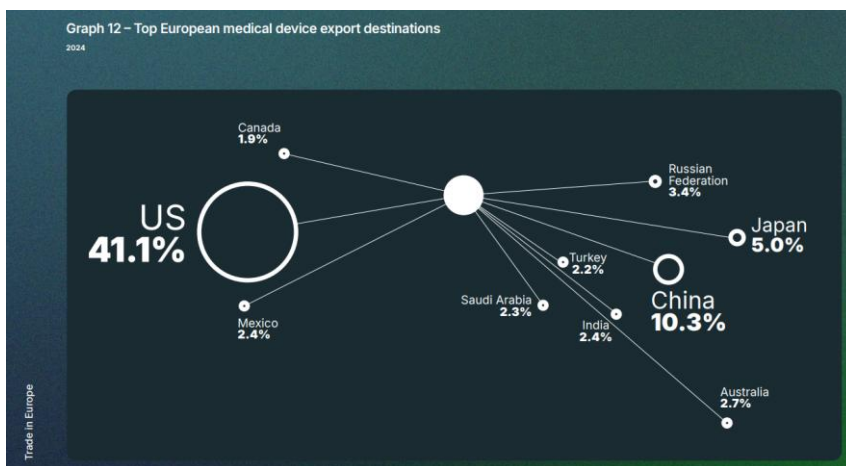 Graph 12 – Top European medical device export destinations
2024
Canada
1.9%
US
41.1%
Mexico
2.4%
Russian
Federation
3.4%
Japan
5.0%
Turkey
2.2%
China
10.3%
Saudi Arabia
2.3%
India
2.4%
Australia
2.7%
Trade in Europe